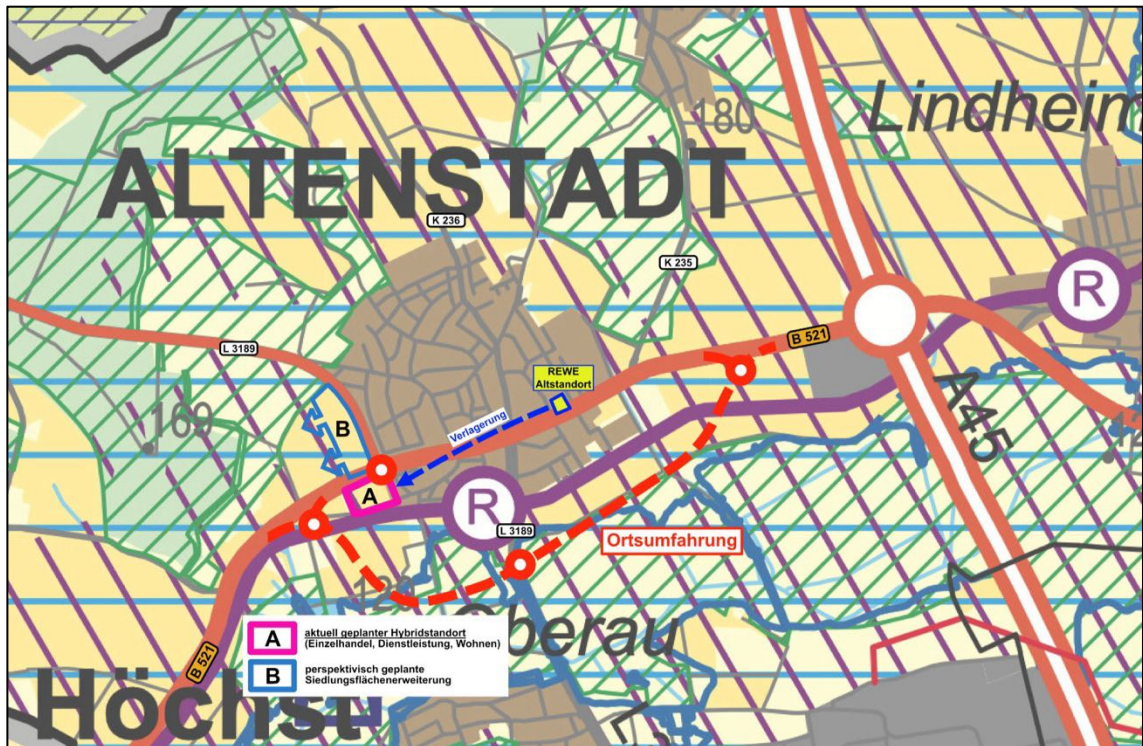 180
Lindheim
ALTENSTADT
K 236
K 235
R
B 521
L 3189
REWE
Altstandort
A45
169
B
Verlagerung
A
R
L 3189
Ortsumfahrung
Oberau
A
aktuell geplanter Hybridstandort
(Einzelhandel, Dienstleistung, Wohnen)
B
perspektivisch geplante
Siedlungsflächenerweiterung
B 521
Höchst